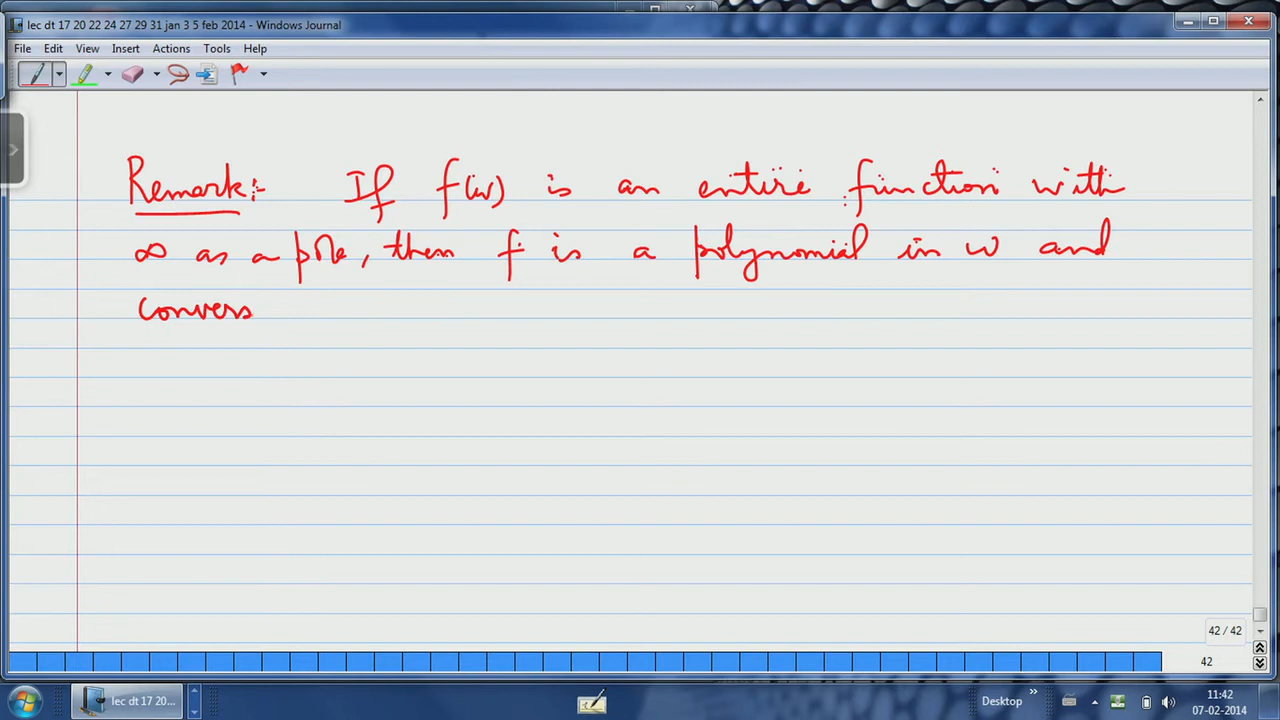 lec dt 17 20 22 24 27 29 31 jan 3 5 feb 2014 - Windows Journal
File Edit View Insert Actions Tools Help
Remark:- If f(w) is an entire function with
∞ as a pole, then f is a polynomial in w and
convers
42 / 42
42
lec dt 17 20... Desktop 11:42
07-02-2014